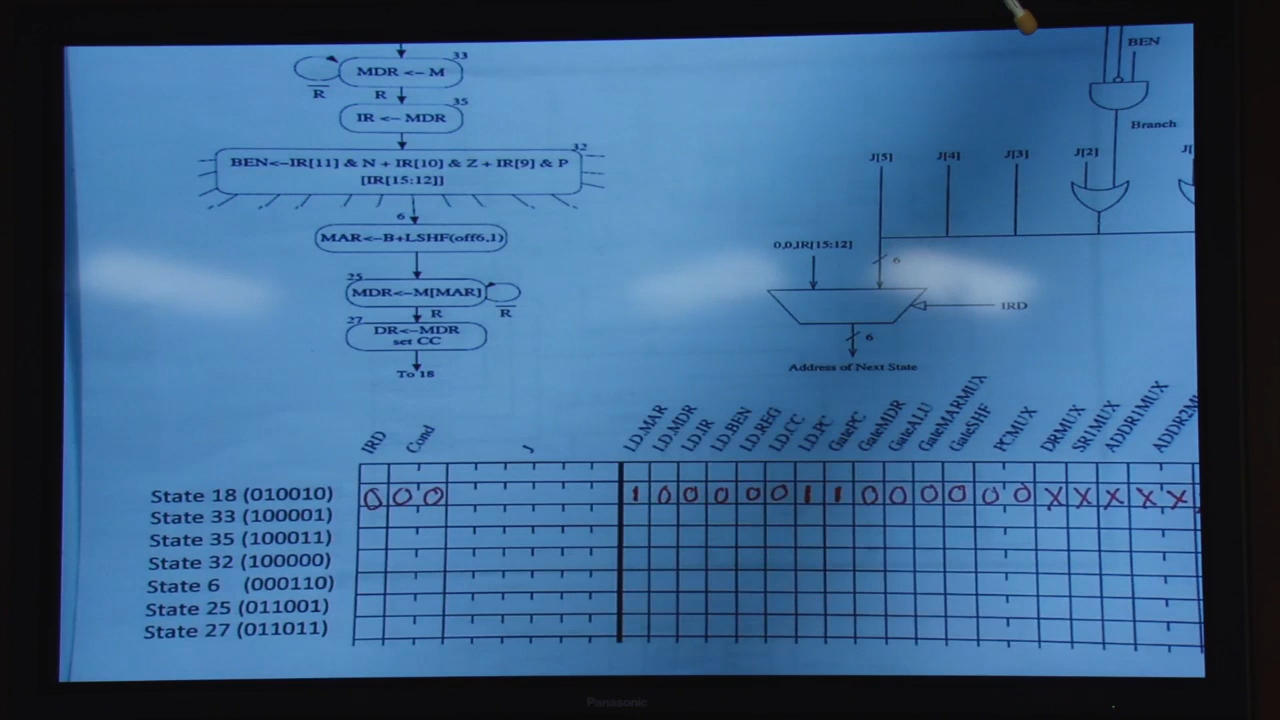 33
MDR <- M
R
R
35
IR <- MDR
32
BEN<-IR[11] & N + IR[10] & Z + IR[9] & P
[IR[15:12]]
6
MAR<-B+LSHF(off6,1)
25
MDR<-M[MAR]
R
R
27
DR<-MDR
set CC
To 18
BEN
Branch
J[5]
J[4]
J[3]
J[2]
J[
0,0,IR[15:12]
6
IRD
6
Address of Next State
IRD
Cond
J
LD.MAR
LD.MDR
LD.IR
LD.BEN
LD.REG
LD.CC
LD.PC
GatePC
GateMDR
GateALU
GateMARMUX
GateSHF
PCMUX
DRMUX
SR1MUX
ADDR1MUX
ADDR2MU
State 18 (010010) 0 0 0 1 0 0 0 0 0 1 1 0 0 0 0 0 0 X X X X X
State 33 (100001)
State 35 (100011)
State 32 (100000)
State 6 (000110)
State 25 (011001)
State 27 (011011)
Panasonic